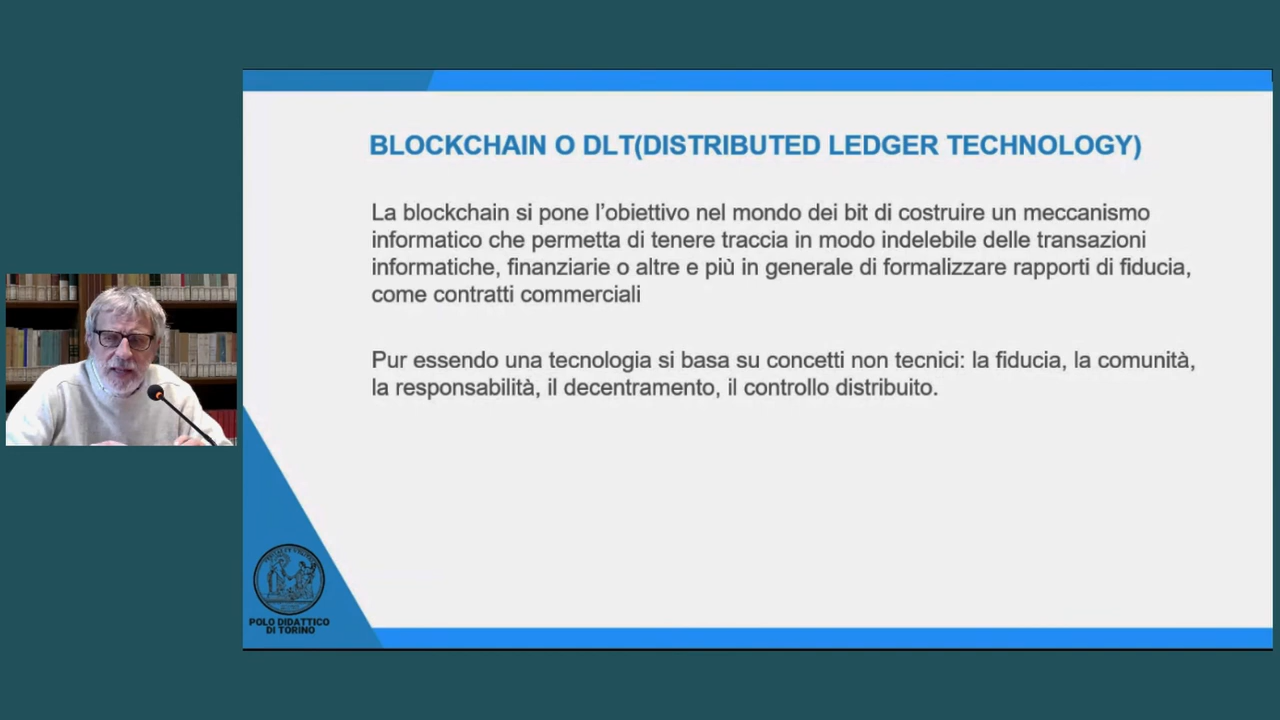 BLOCKCHAIN O DLT(DISTRIBUTED LEDGER TECHNOLOGY)
La blockchain si pone l’obiettivo nel mondo dei bit di costruire un meccanismo
informatico che permetta di tenere traccia in modo indelebile delle transazioni
informatiche, finanziarie o altre e più in generale di formalizzare rapporti di fiducia,
come contratti commerciali
Pur essendo una tecnologia si basa su concetti non tecnici: la fiducia, la comunità,
la responsabilità, il decentramento, il controllo distribuito.
POLO DIDATTICO
DI TORINO